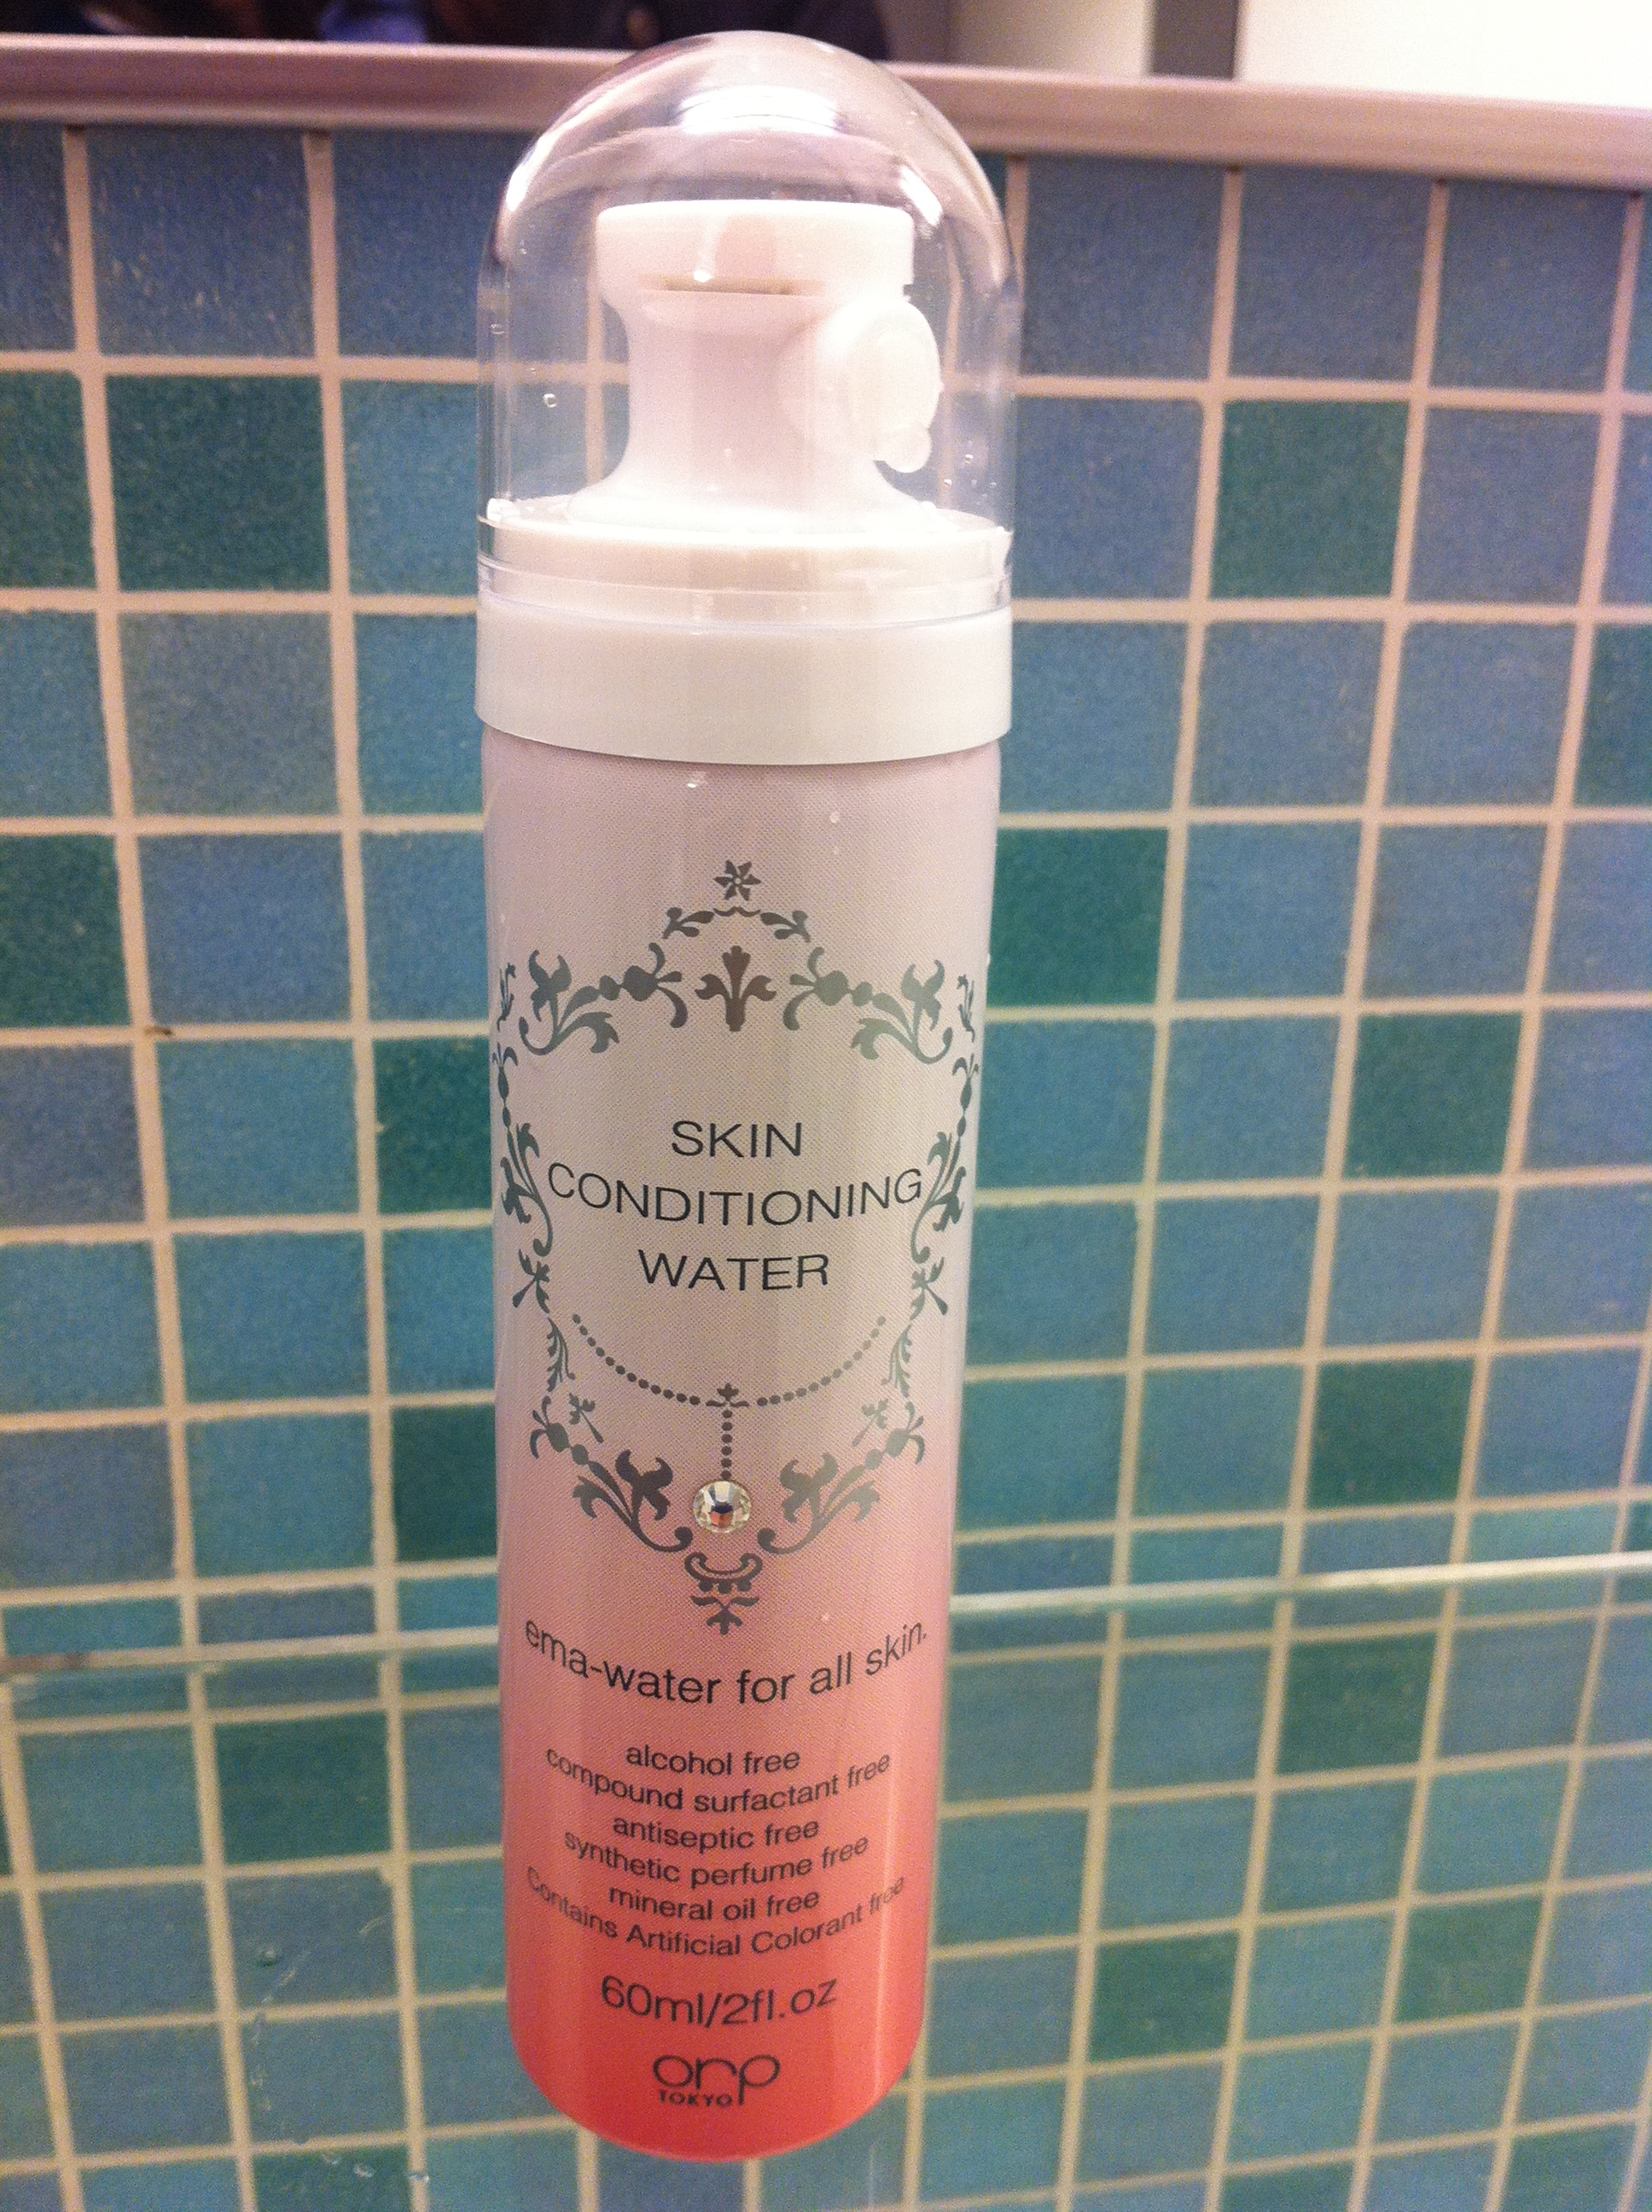 SKIN
CONDITIONING
WATER
ema-water for all skin.
alcohol free
compound surfactant free
antiseptic free
synthetic perfume free
mineral oil free
Contains Artificial Colorant free
60ml/2fl.oz
orp
TOKYO